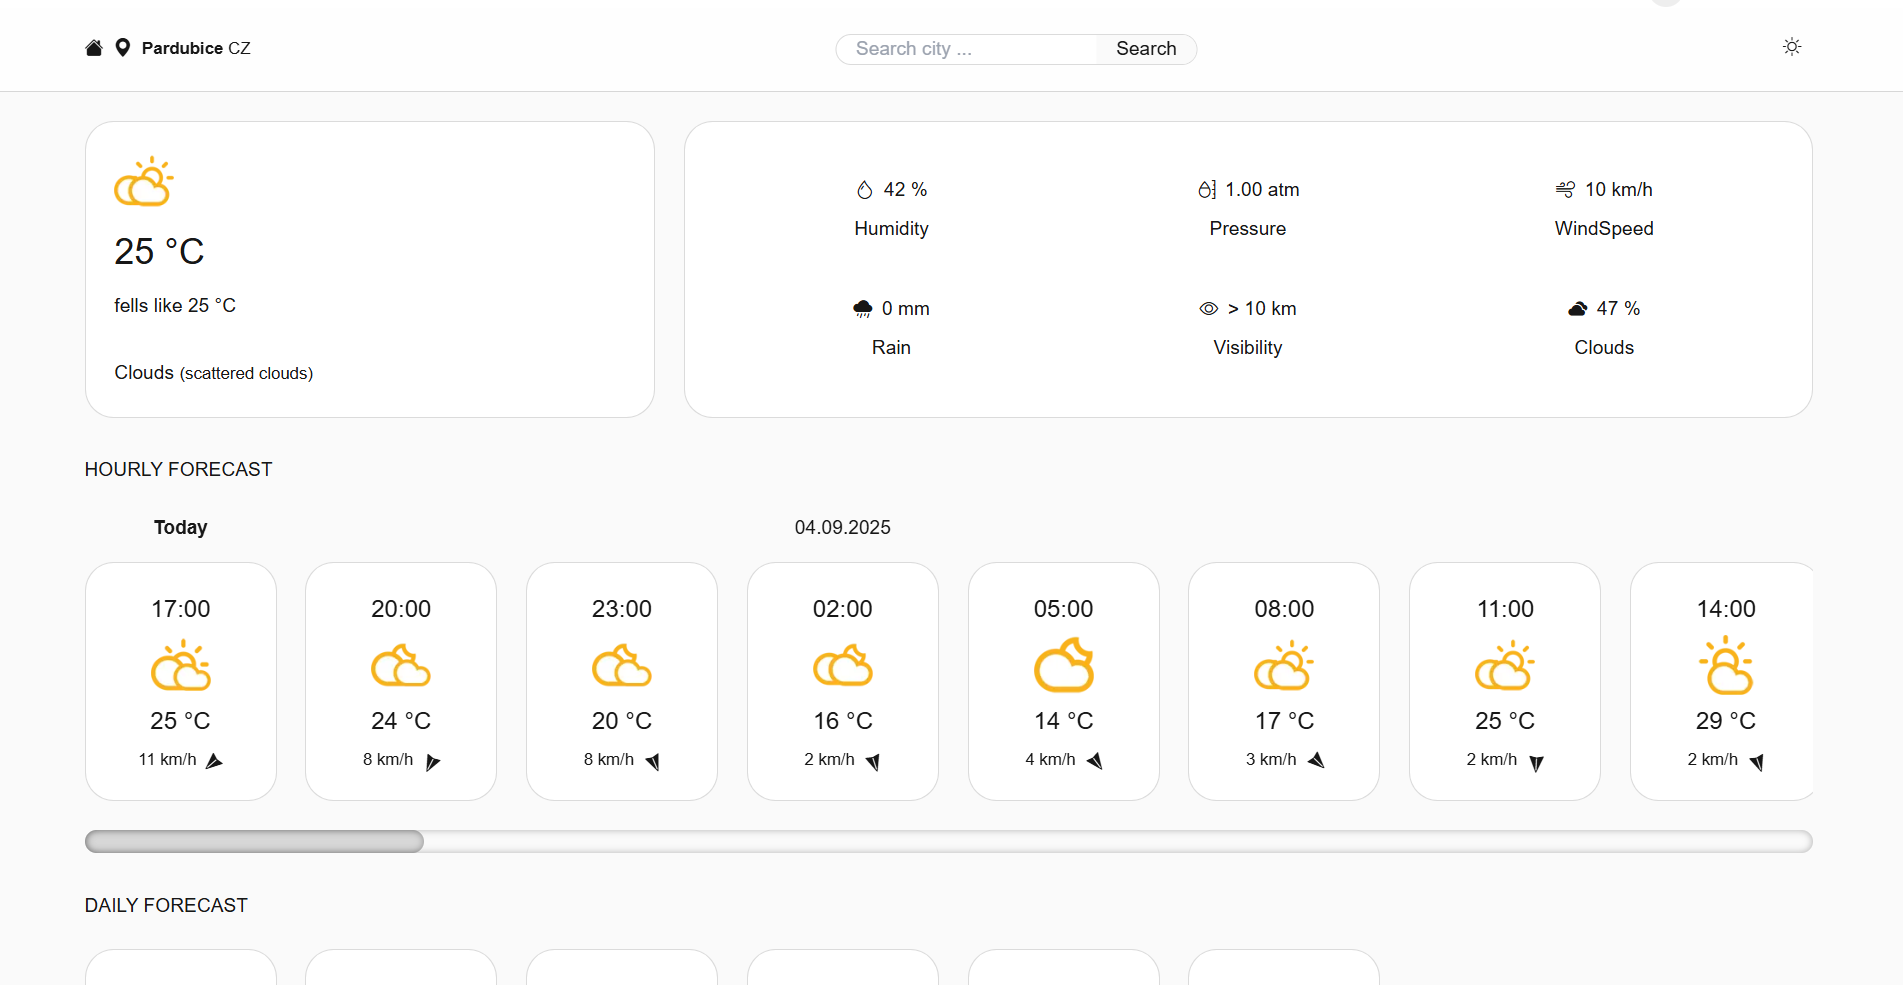 Pardubice CZ
Search city ...
Search
25 °C
fells like 25 °C
Clouds (scattered clouds)
42 %
Humidity
1.00 atm
Pressure
10 km/h
WindSpeed
0 mm
Rain
> 10 km
Visibility
47 %
Clouds
HOURLY FORECAST
Today
04.09.2025
17:00
25 °C
11 km/h
20:00
24 °C
8 km/h
23:00
20 °C
8 km/h
02:00
16 °C
2 km/h
05:00
14 °C
4 km/h
08:00
17 °C
3 km/h
11:00
25 °C
2 km/h
14:00
29 °C
2 km/h
DAILY FORECAST